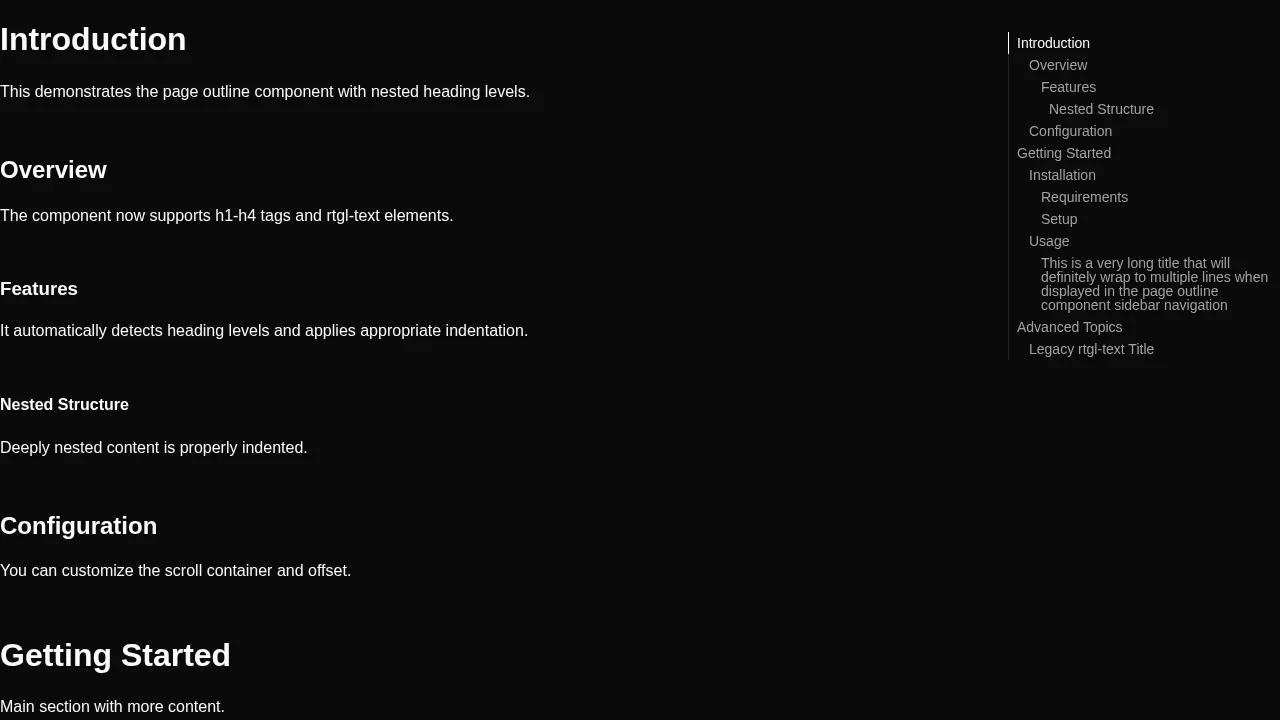 Introduction
This demonstrates the page outline component with nested heading levels.
Overview
The component now supports h1-h4 tags and rtgl-text elements.
Features
It automatically detects heading levels and applies appropriate indentation.
Nested Structure
Deeply nested content is properly indented.
Configuration
You can customize the scroll container and offset.
Getting Started
Main section with more content.
Introduction
Overview
Features
Nested Structure
Configuration
Getting Started
Installation
Requirements
Setup
Usage
This is a very long title that will
definitely wrap to multiple lines when
displayed in the page outline
component sidebar navigation
Advanced Topics
Legacy rtgl-text Title